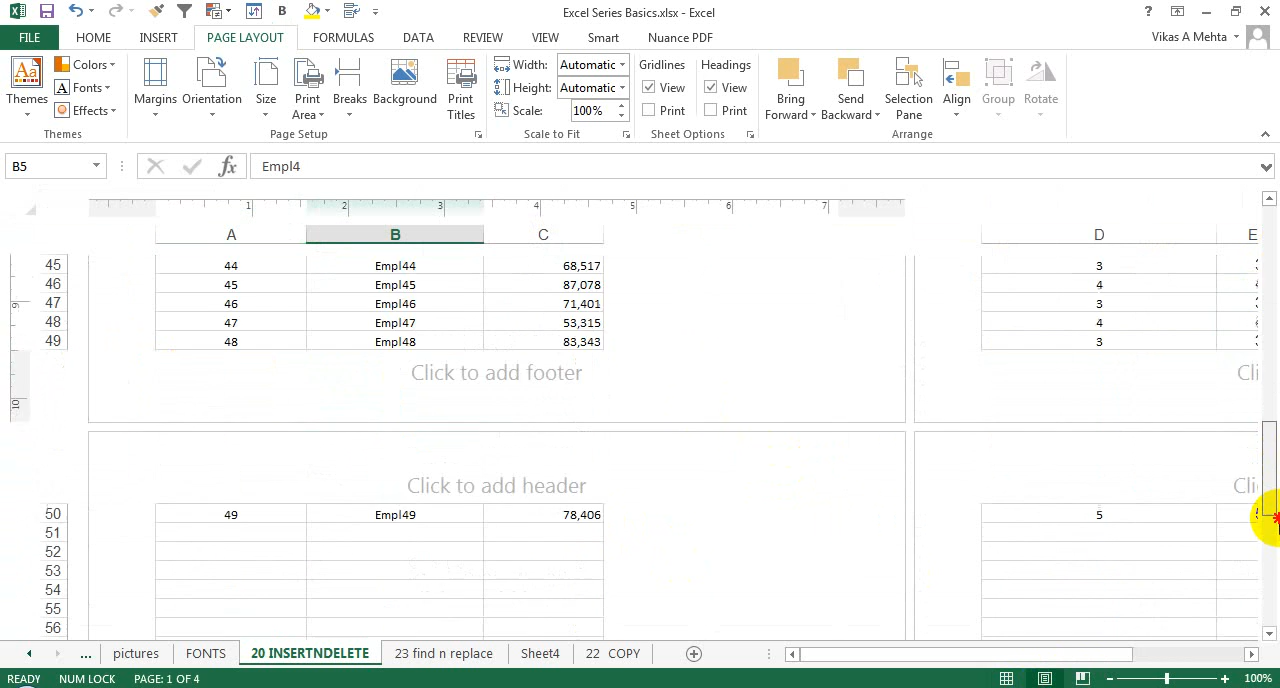 Excel Series Basics.xlsx - Excel
FILE HOME INSERT PAGE LAYOUT FORMULAS DATA REVIEW VIEW Smart Nuance PDF Vikas A Mehta
Themes Colors Fonts Effects
Margins Orientation Size Print Area Breaks Background Print Titles
Width: Automatic
Height: Automatic
Scale: 100%
Gridlines Headings
View View
Print Print
Bring Forward Send Backward Selection Pane Align Group Rotate
Themes Page Setup Scale to Fit Sheet Options Arrange
B5 fx Empl4
1 2 3 4 5 6 7
A B C D E
45 44 Empl44 68,517 3
46 45 Empl45 87,078 4
47 46 Empl46 71,401 3
48 47 Empl47 53,315 4
49 48 Empl48 83,343 3
9
10
Click to add footer Cli
Click to add header Cli
50 49 Empl49 78,406 5
51
52
53
54
55
56
... pictures FONTS 20 INSERTNDELETE 23 find n replace Sheet4 22 COPY
READY NUM LOCK PAGE: 1 OF 4 100%